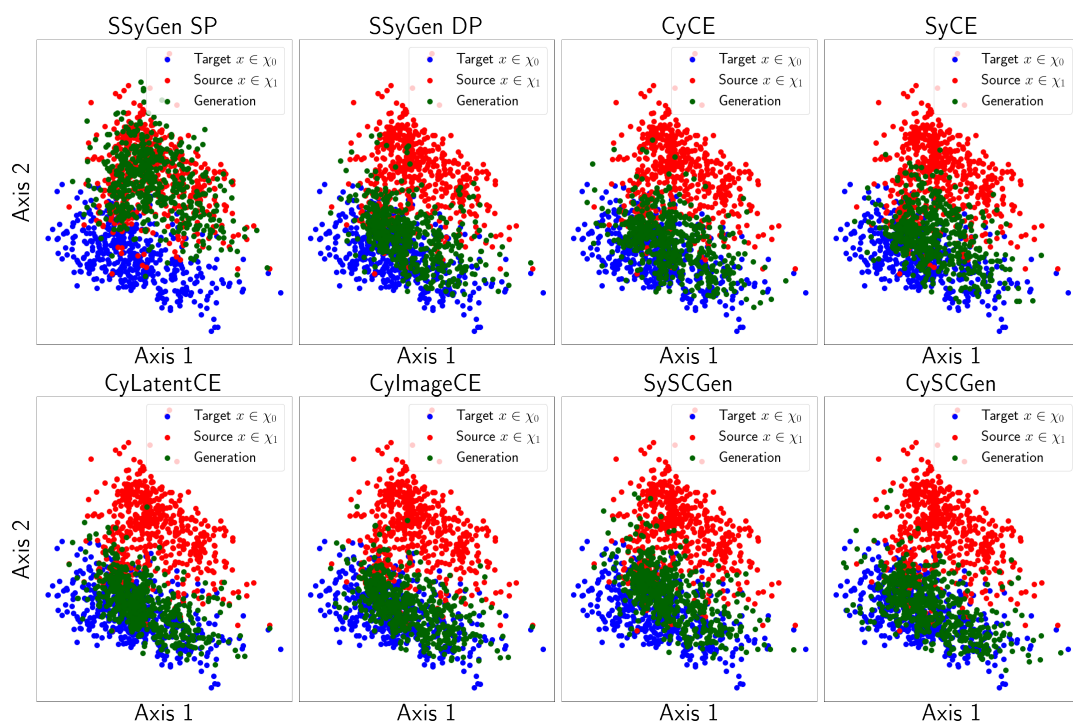 SSyGen SP
Target x ∈ χ₀
Source x ∈ χ₁
Generation
Axis 2
Axis 1
SSyGen DP
Target x ∈ χ₀
Source x ∈ χ₁
Generation
Axis 1
CyCE
Target x ∈ χ₀
Source x ∈ χ₁
Generation
Axis 1
SyCE
Target x ∈ χ₀
Source x ∈ χ₁
Generation
Axis 1
CyLatentCE
Target x ∈ χ₀
Source x ∈ χ₁
Generation
Axis 2
Axis 1
CyImageCE
Target x ∈ χ₀
Source x ∈ χ₁
Generation
Axis 1
SySCGen
Target x ∈ χ₀
Source x ∈ χ₁
Generation
Axis 1
CySCGen
Target x ∈ χ₀
Source x ∈ χ₁
Generation
Axis 1